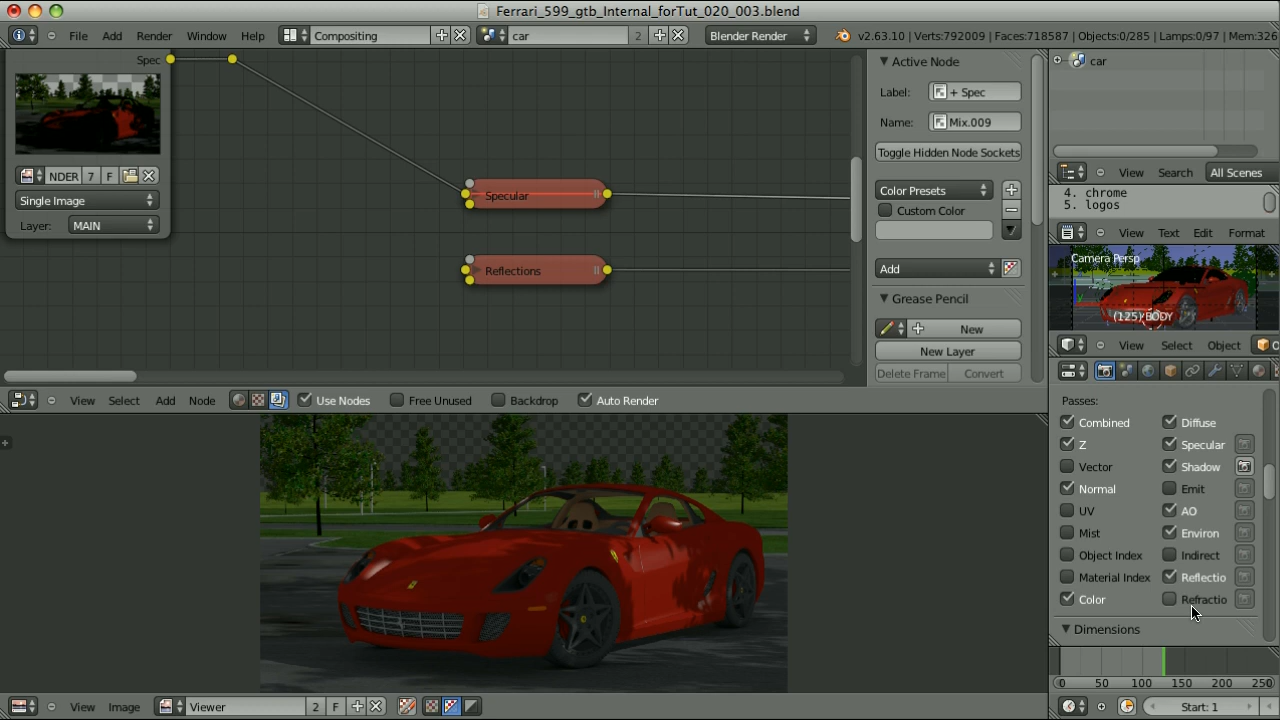 Ferrari_599_gtb_Internal_forTut_020_003.blend
File Add Render Window Help Compositing car 2 Blender Render v2.63.10 | Verts:792009 | Faces:718587 | Objects:0/285 | Lamps:0/97 | Mem:326
Spec
NDER 7 F
Single Image
Layer: MAIN
Specular
Reflections
Active Node
Label: + Spec
Name: Mix.009
Toggle Hidden Node Sockets
Color Presets
Custom Color
Add
Grease Pencil
New
New Layer
Delete Frame Convert
car
View Search All Scenes
4. chrome
5. logos
View Text Edit Format
Camera Persp
(125) BODY
View Select Object
Passes:
Combined Diffuse
Z Specular
Vector Shadow
Normal Emit
UV AO
Mist Environ
Object Index Indirect
Material Index Reflectio
Color Refractio
Dimensions
0 50 100 150 200 250
Start: 1
View Select Add Node Use Nodes Free Unused Backdrop Auto Render
View Image Viewer 2 F